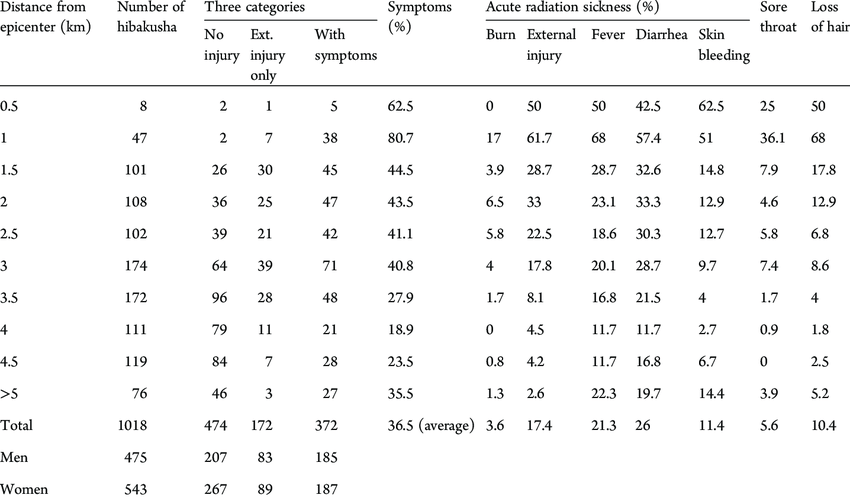 Distance from epicenter (km) Number of hibakusha Three categories Symptoms (%) Acute radiation sickness (%) Sore throat Loss of hair
No injury Ext. injury only With symptoms Burn External injury Fever Diarrhea Skin bleeding
0.5 8 2 1 5 62.5 0 50 50 42.5 62.5 25 50
1 47 2 7 38 80.7 17 61.7 68 57.4 51 36.1 68
1.5 101 26 30 45 44.5 3.9 28.7 28.7 32.6 14.8 7.9 17.8
2 108 36 25 47 43.5 6.5 33 23.1 33.3 12.9 4.6 12.9
2.5 102 39 21 42 41.1 5.8 22.5 18.6 30.3 12.7 5.8 6.8
3 174 64 39 71 40.8 4 17.8 20.1 28.7 9.7 7.4 8.6
3.5 172 96 28 48 27.9 1.7 8.1 16.8 21.5 4 1.7 4
4 111 79 11 21 18.9 0 4.5 11.7 11.7 2.7 0.9 1.8
4.5 119 84 7 28 23.5 0.8 4.2 11.7 16.8 6.7 0 2.5
>5 76 46 3 27 35.5 1.3 2.6 22.3 19.7 14.4 3.9 5.2
Total 1018 474 172 372 36.5 (average) 3.6 17.4 21.3 26 11.4 5.6 10.4
Men 475 207 83 185
Women 543 267 89 187